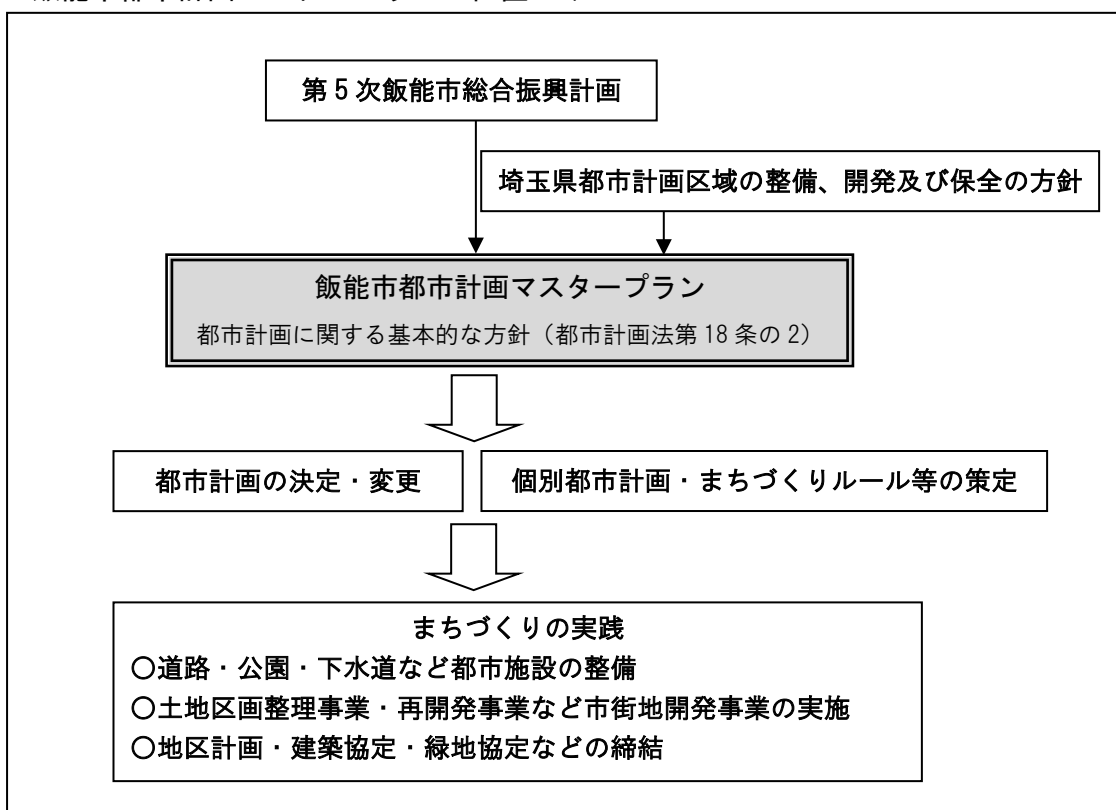 第5次飯能市総合振興計画
埼玉県都市計画区域の整備、開発及び保全の方針
飯能市都市計画マスタープラン
都市計画に関する基本的な方針（都市計画法第18条の2）
都市計画の決定・変更
個別都市計画・まちづくりルール等の策定
まちづくりの実践
○道路・公園・下水道など都市施設の整備
○土地区画整理事業・再開発事業など市街地開発事業の実施
○地区計画・建築協定・緑地協定などの締結